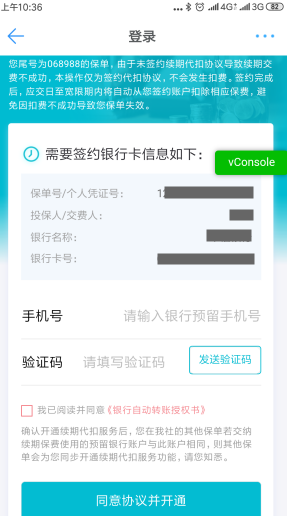 上午10:36 4G 3G 82
登录
您尾号为068988的保单，由于未签约续期代扣协议导致续期交
费不成功，本操作仅为签约代扣协议，不会发生扣费。签约完成
后，应交日至宽限期内将自动从您签约账户扣除相应保费，避
免因扣费不成功导致您保单失效。
需要签约银行卡信息如下：
vConsole
保单号/个人凭证号：
投保人/交费人：
银行名称：
银行卡号：
手机号 请输入银行预留手机号
验证码 请填写验证码 发送验证码
我已阅读并同意《银行自动转账授权书》
确认开通续期代扣服务后，您在我社的其他保单若交纳
续期保费使用的预留银行账户与此账户相同，则其他保
单会为您同步开通续期代扣服务功能，请您知悉。
同意协议并开通